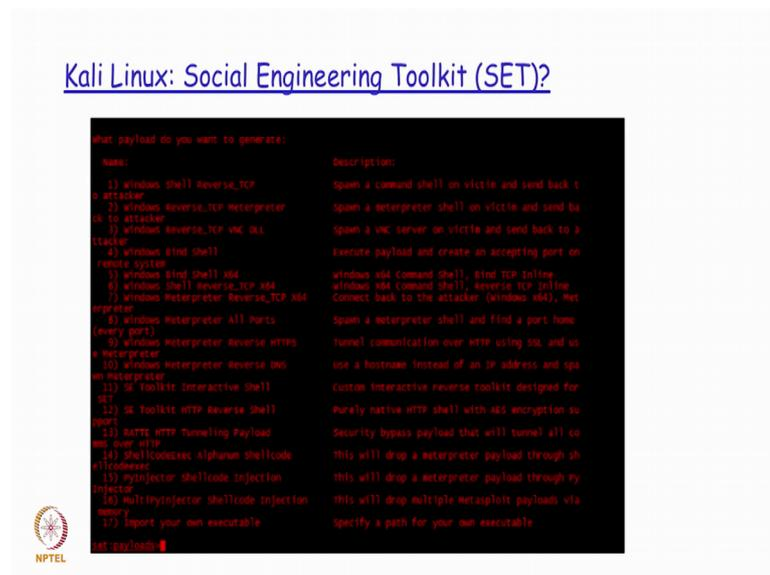 Kali Linux: Social Engineering Toolkit (SET)?
What payload do you want to generate:
Name: Description:
1) Windows Shell Reverse_TCP Spawn a command shell on victim and send back t
o attacker
2) Windows Reverse_TCP Meterpreter Spawn a meterpreter shell on victim and send ba
ck to attacker
3) Windows Reverse_TCP VNC DLL Spawn a VNC server on victim and send back to a
ttacker
4) Windows Bind Shell Execute payload and create an accepting port on
remote system
5) Windows Bind Shell X64 Windows x64 Command Shell, Bind TCP Inline
6) Windows Shell Reverse_TCP X64 Windows x64 Command Shell, Reverse TCP Inline
7) Windows Meterpreter Reverse_TCP X64 Connect back to the attacker (Windows x64), Met
erpreter
8) Windows Meterpreter All Ports Spawn a meterpreter shell and find a port home
(every port)
9) Windows Meterpreter Reverse HTTPS Tunnel communication over HTTP using SSL and us
e Meterpreter
10) Windows Meterpreter Reverse DNS Use a hostname instead of an IP address and spa
wn Meterpreter
11) SE Toolkit Interactive Shell Custom interactive reverse toolkit designed for
SET
12) SE Toolkit HTTP Reverse Shell Purely native HTTP shell with AES encryption su
pport
13) RATTE HTTP Tunneling Payload Security bypass payload that will tunnel all co
mms over HTTP
14) ShellCodeExec Alphanum Shellcode This will drop a meterpreter payload through sh
ellcodeexec
15) PyInjector Shellcode Injection This will drop a meterpreter payload through Py
Injector
16) MultiPyInjector Shellcode Injection This will drop multiple Metasploit payloads via
memory
17) Import your own executable Specify a path for your own executable
set:payloads>
NPTEL